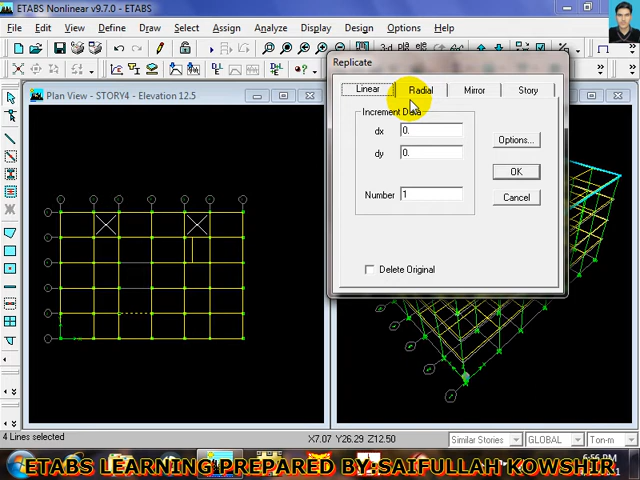 ETABS Nonlinear v9.7.0 - ETABS
File Edit View Define Draw Select Assign Analyze Display Design Options Help
Plan View - STORY4 - Elevation 12.5
Replicate
Linear Radial Mirror Story
Increment Data
dx 0.
dy 0.
Number 1
Options...
OK
Cancel
Delete Original
4 Lines selected X7.07 Y26.29 Z12.50 Similar Stories GLOBAL Ton-m
ETABS LEARNING PREPARED BY:SAIFULLAH KOWSHIR